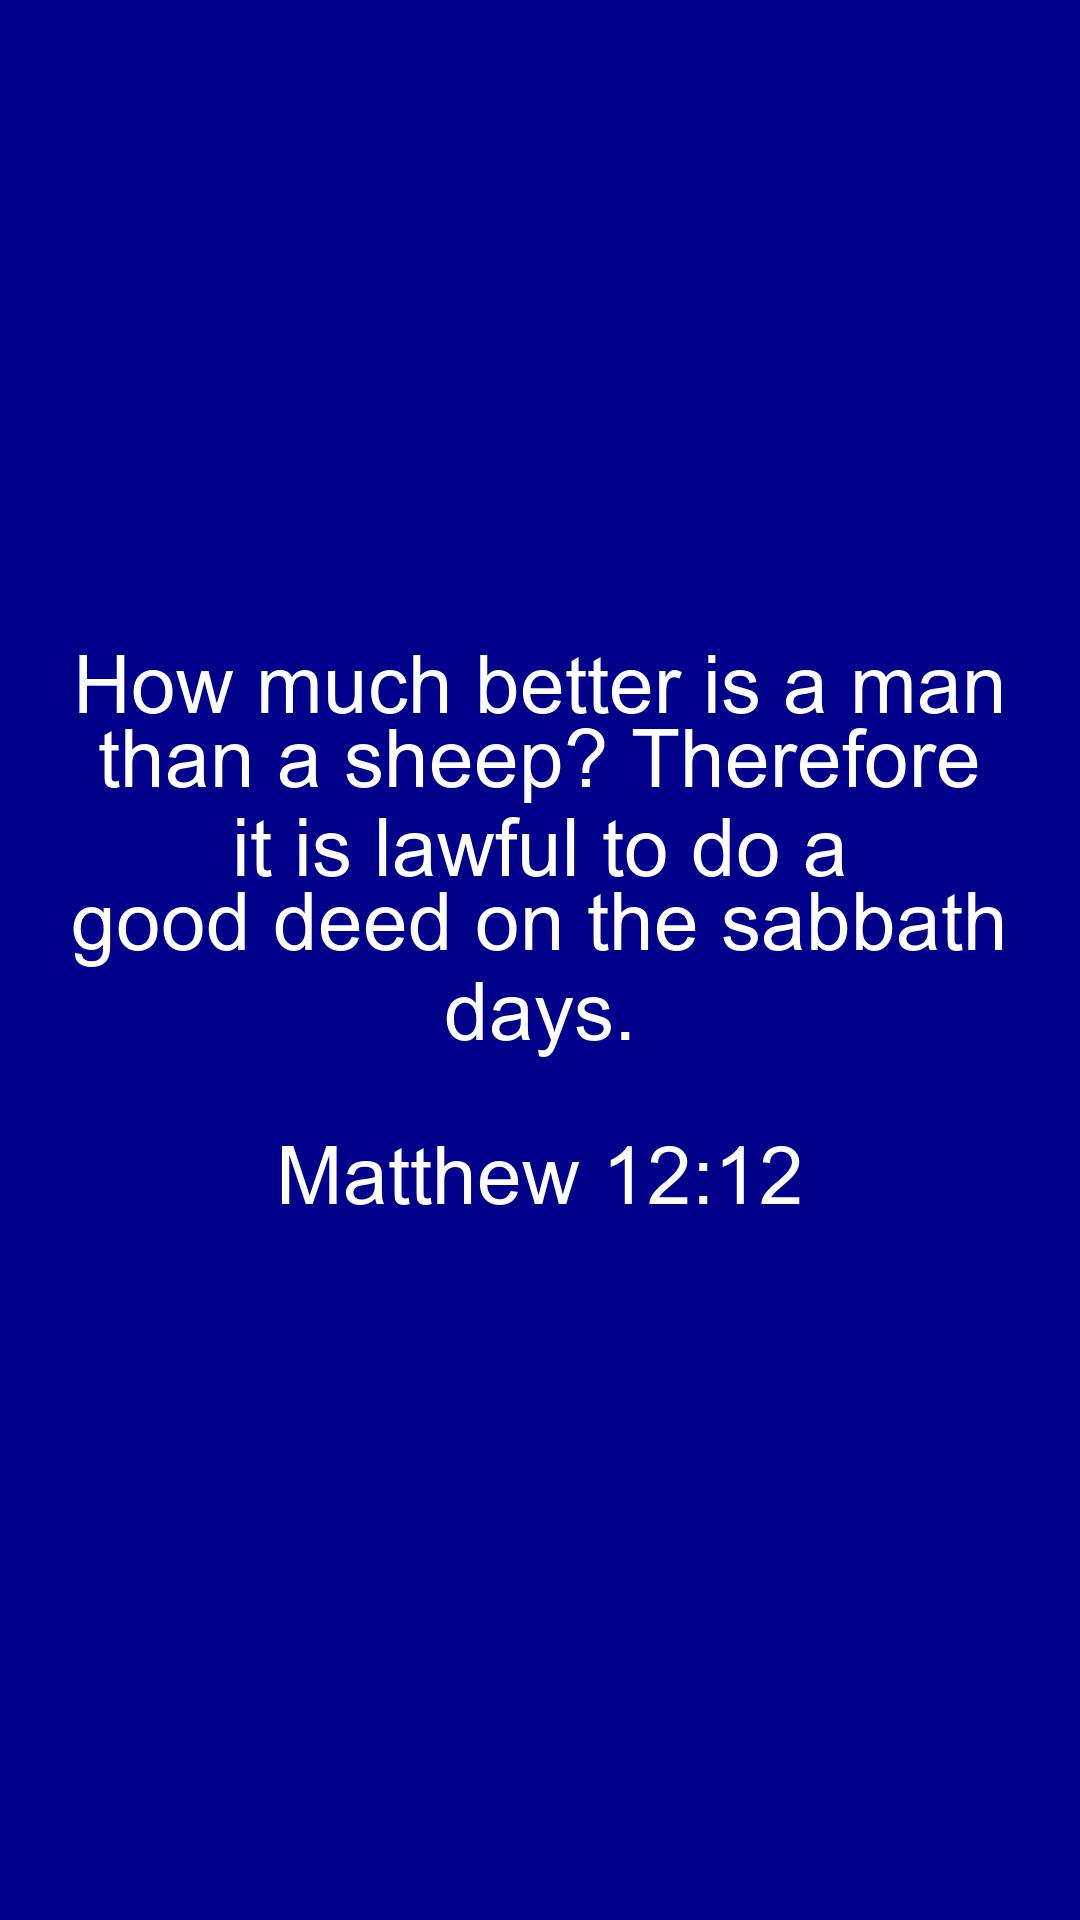 How much better is a man
than a sheep? Therefore
it is lawful to do a
good deed on the sabbath
days.
Matthew 12:12